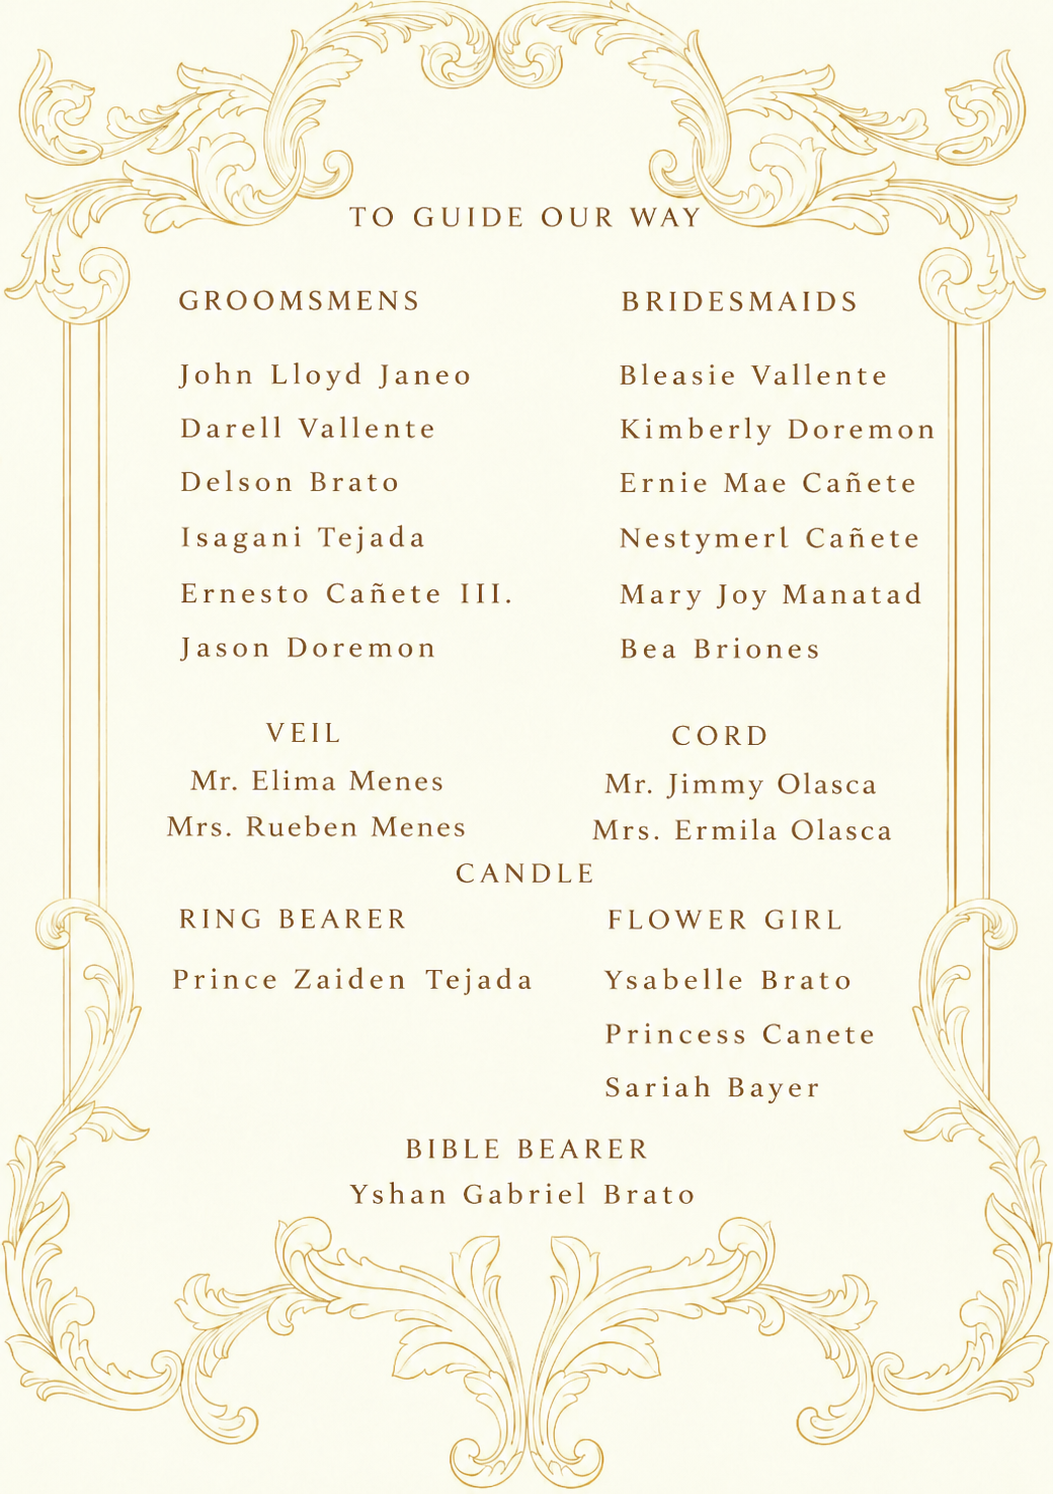 TO GUIDE OUR WAY
GROOMSMENS
John Lloyd Janeo
Darell Vallente
Delson Brato
Isagani Tejada
Ernesto Cañete III.
Jason Doremon
BRIDESMAIDS
Bleasie Vallente
Kimberly Doremon
Ernie Mae Cañete
Nestymerl Cañete
Mary Joy Manatad
Bea Briones
VEIL
Mr. Elima Menes
Mrs. Rueben Menes
CORD
Mr. Jimmy Olasca
Mrs. Ermila Olasca
CANDLE
RING BEARER
Prince Zaiden Tejada
FLOWER GIRL
Ysabelle Brato
Princess Canete
Sariah Bayer
BIBLE BEARER
Yshan Gabriel Brato